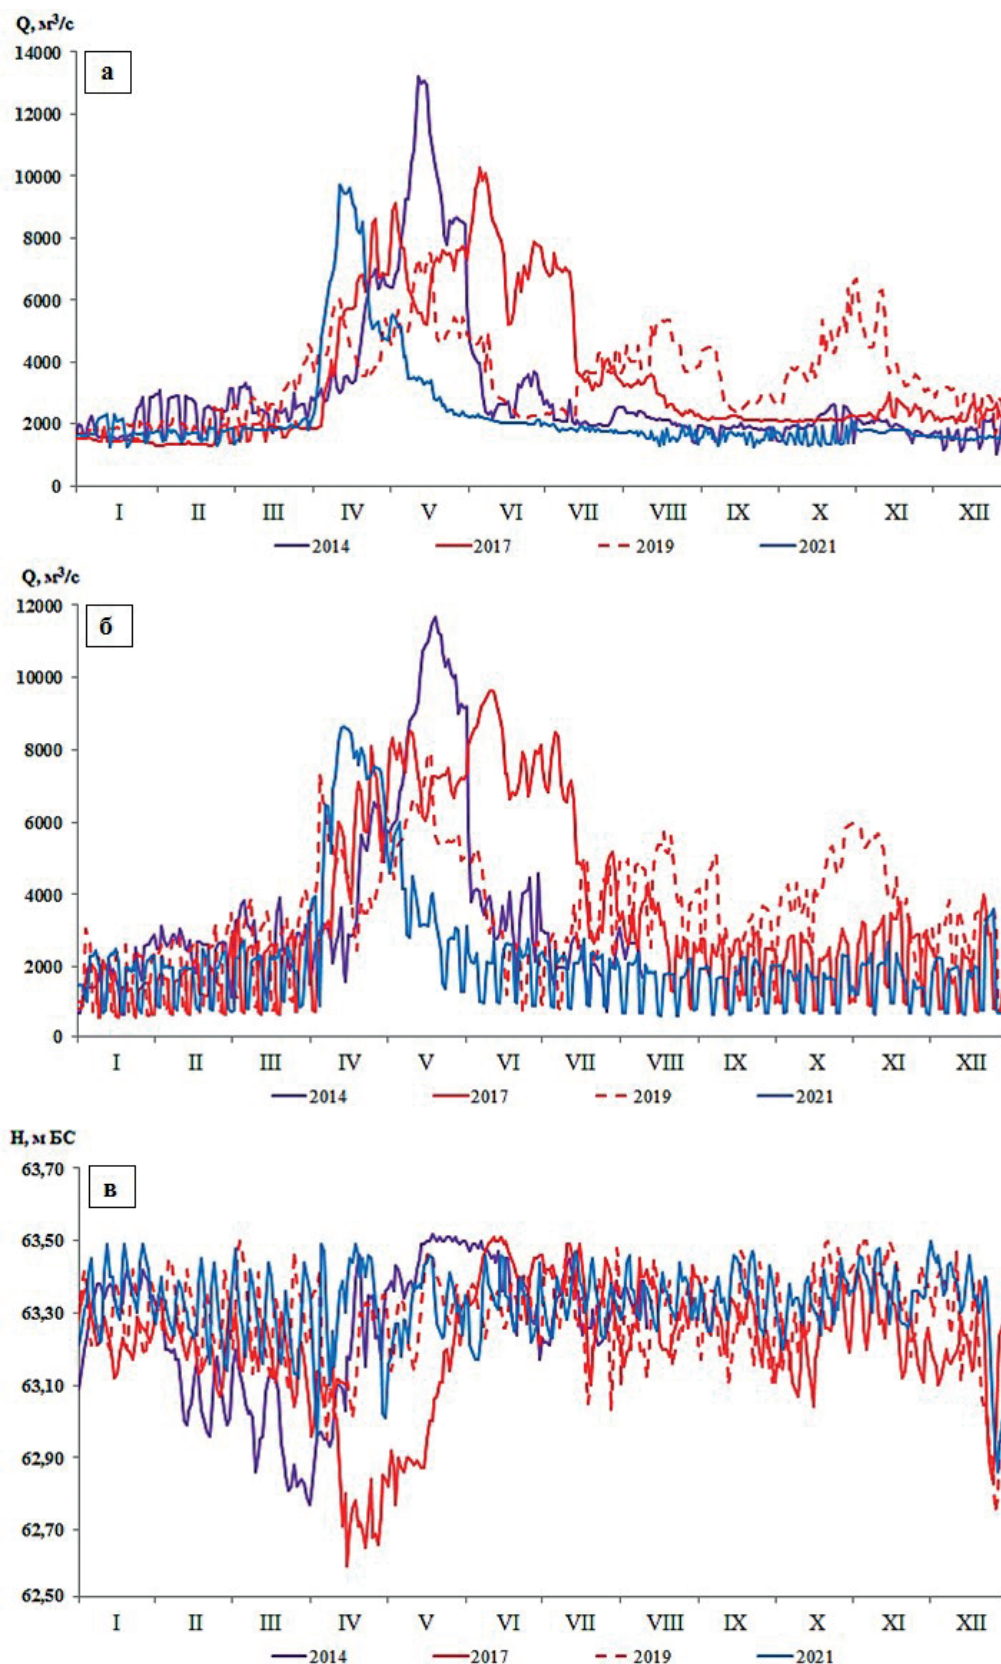 Q, м³/с
а
14000
12000
10000
8000
6000
4000
2000
0
I II III IV V VI VII VIII IX X XI XII
2014 2017 2019 2021
Q, м³/с
б
12000
10000
8000
6000
4000
2000
0
I II III IV V VI VII VIII IX X XI XII
2014 2017 2019 2021
Н, м БС
в
63,70
63,50
63,30
63,10
62,90
62,70
62,50
I II III IV V VI VII VIII IX X XI XII
2014 2017 2019 2021